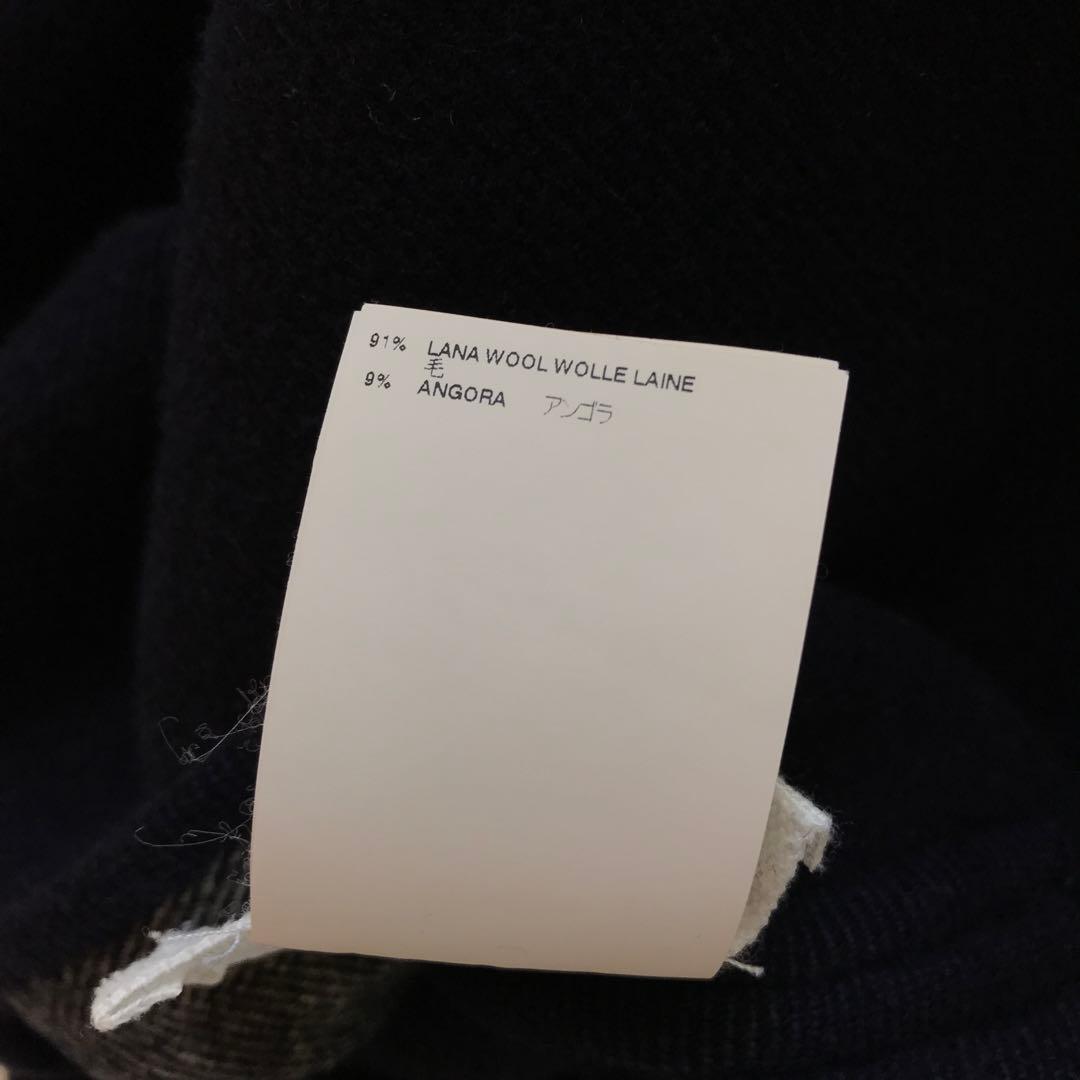 91% LANA WOOL WOLLE LAINE
毛
9% ANGORA アンゴラ